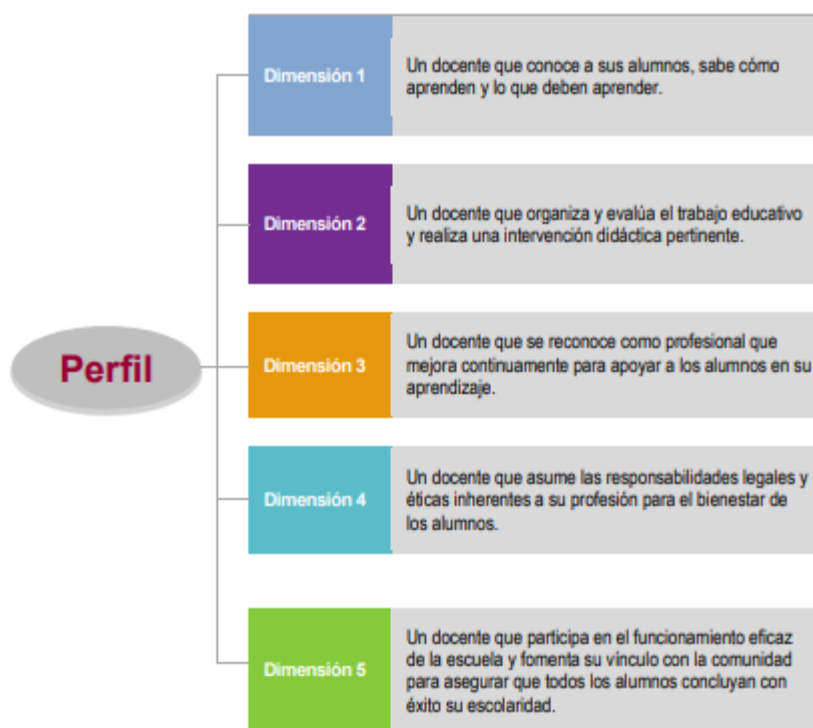 Perfil
Dimensión 1
Un docente que conoce a sus alumnos, sabe cómo
aprenden y lo que deben aprender.
Dimensión 2
Un docente que organiza y evalúa el trabajo educativo
y realiza una intervención didáctica pertinente.
Dimensión 3
Un docente que se reconoce como profesional que
mejora continuamente para apoyar a los alumnos en su
aprendizaje.
Dimensión 4
Un docente que asume las responsabilidades legales y
éticas inherentes a su profesión para el bienestar de
los alumnos.
Dimensión 5
Un docente que participa en el funcionamiento eficaz
de la escuela y fomenta su vínculo con la comunidad
para asegurar que todos los alumnos concluyan con
éxito su escolaridad.